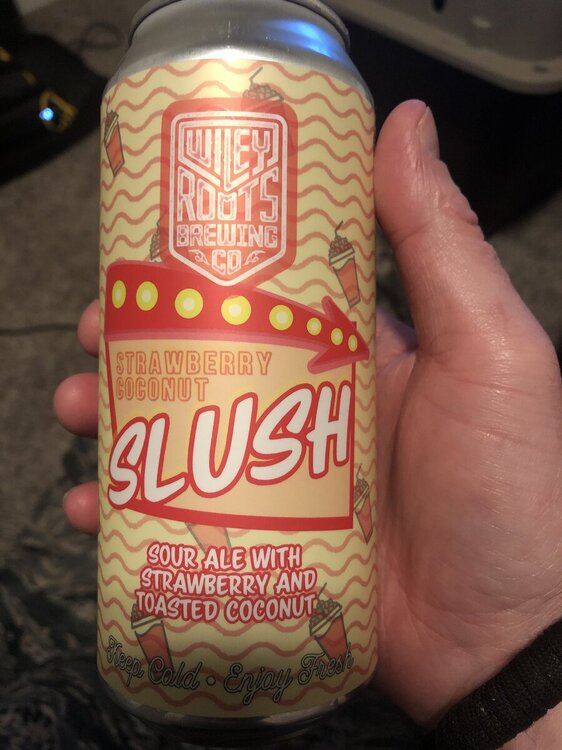 WILEY
ROOTS
BREWING
CO
STRAWBERRY
COCONUT
SLUSH
SOUR ALE WITH
STRAWBERRY AND
TOASTED COCONUT
Keep Cold • Enjoy Fresh